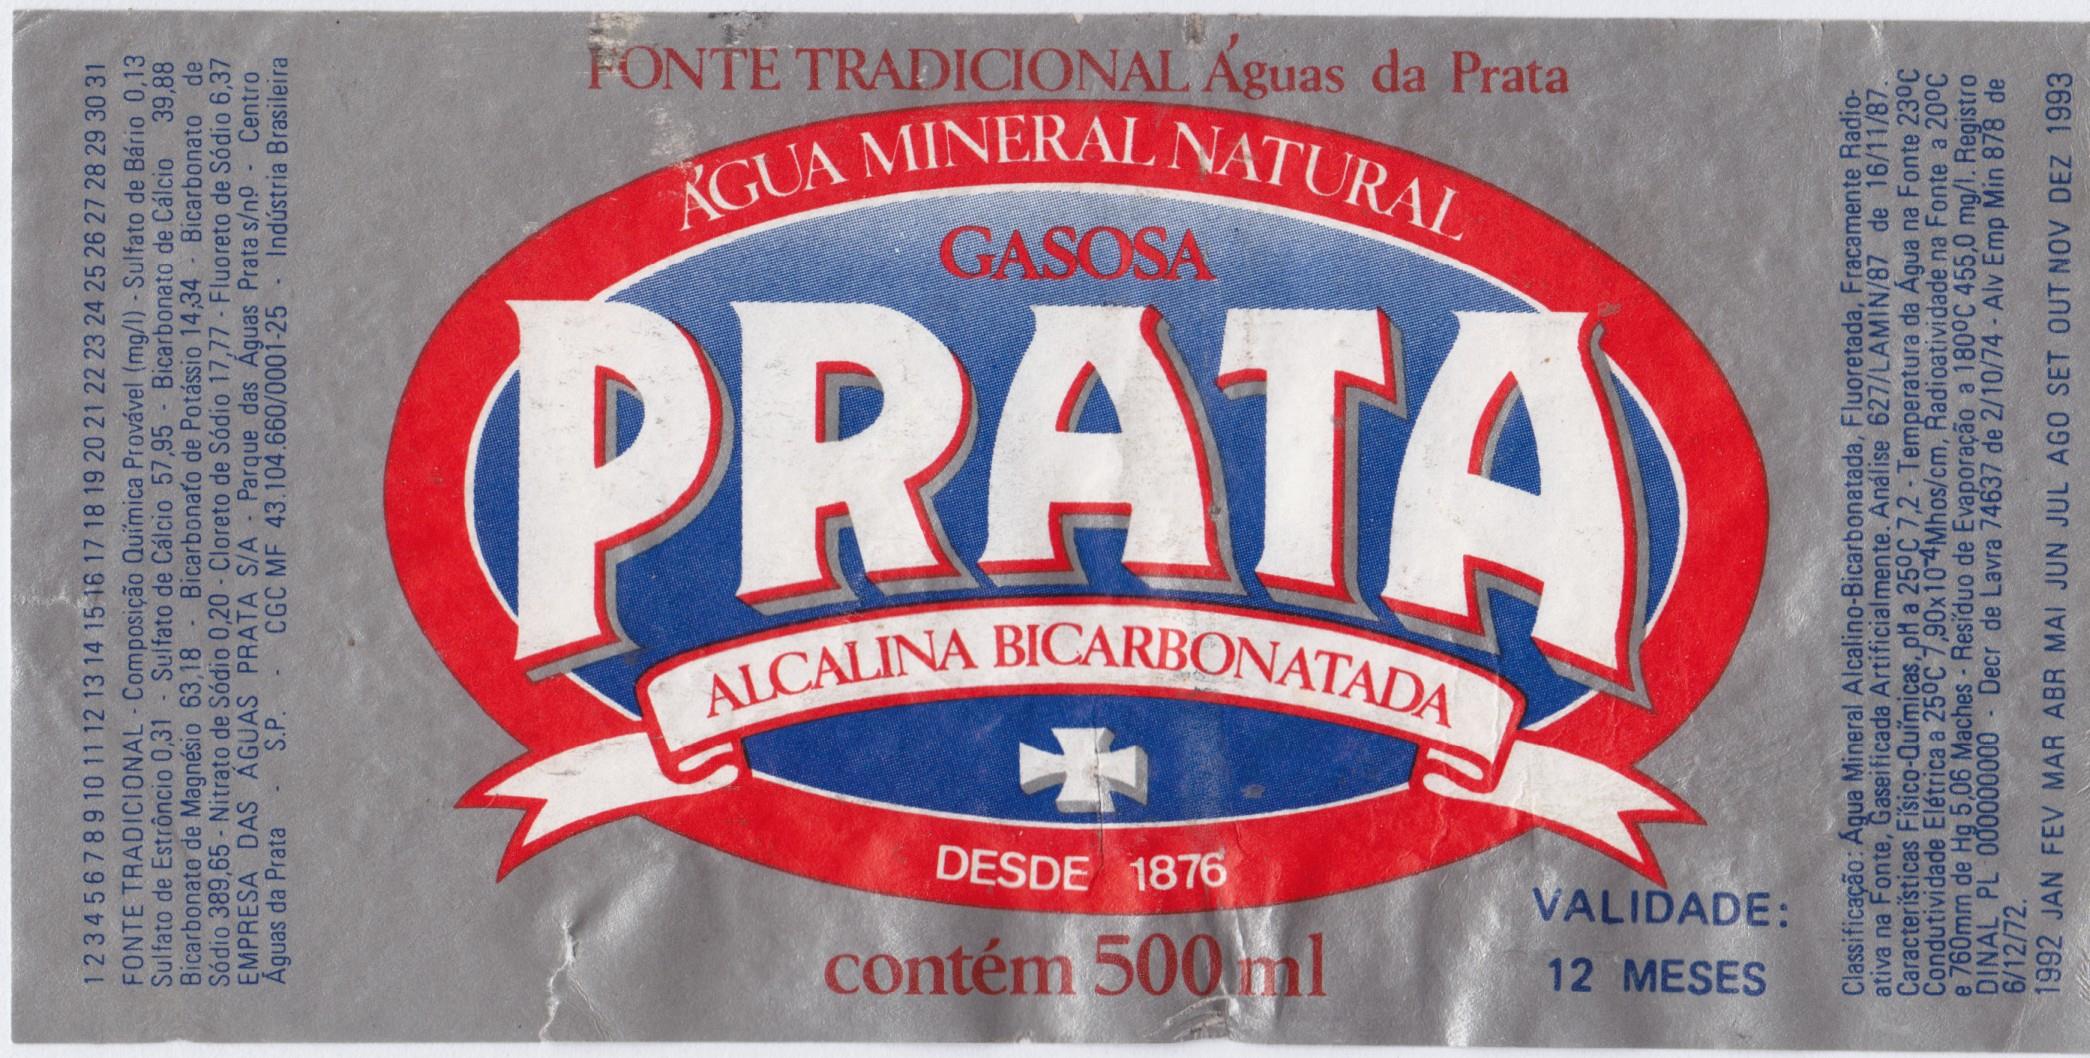 FONTE TRADICIONAL Águas da Prata
ÁGUA MINERAL NATURAL
GASOSA
PRATA
ALCALINA BICARBONATADA
DESDE 1876
contém 500 ml
VALIDADE:
12 MESES
1 2 3 4 5 6 7 8 9 10 11 12 13 14 15 16 17 18 19 20 21 22 23 24 25 26 27 28 29 30 31
FONTE TRADICIONAL - Composição Química Provável (mg/l) - Sulfato de Bário 0,13
Sulfato de Estrôncio 0,31 - Sulfato de Cálcio 57,95 - Bicarbonato de Cálcio 39,88
Bicarbonato de Magnésio 63,18 - Bicarbonato de Potássio 14,34 - Bicarbonato de
Sódio 389,65 - Nitrato de Sódio 0,20 - Cloreto de Sódio 17,77 - Fluoreto de Sódio 6,37
EMPRESA DAS ÁGUAS PRATA S/A - Parque das Águas Prata s/nº - Centro
Águas da Prata - S.P. - CGC MF 43.104.660/0001-25 - Indústria Brasileira
Classificação: Água Mineral Alcalino-Bicarbonatada, Fluoretada, Fracamente Radio-
ativa na Fonte, Gaseificada Artificialmente. Análise 627/LAMIN/87 de 16/11/87.
Características Físico-Químicas, pH a 25ºC 7,2 - Temperatura da Água na Fonte 23ºC
Condutividade Elétrica a 25ºC 7,90x10⁻⁴Mhos/cm, Radioatividade na Fonte a 20ºC
e 760mm de Hg 5,06 Maches - Resíduo de Evaporação a 180ºC 455,0 mg/l. Registro
DINAL PL 000000000 - Decr de Lavra 74637 de 2/10/74 - Alv Emp Min 878 de
6/12/72.
1992 JAN FEV MAR ABR MAI JUN JUL AGO SET OUT NOV DEZ 1993